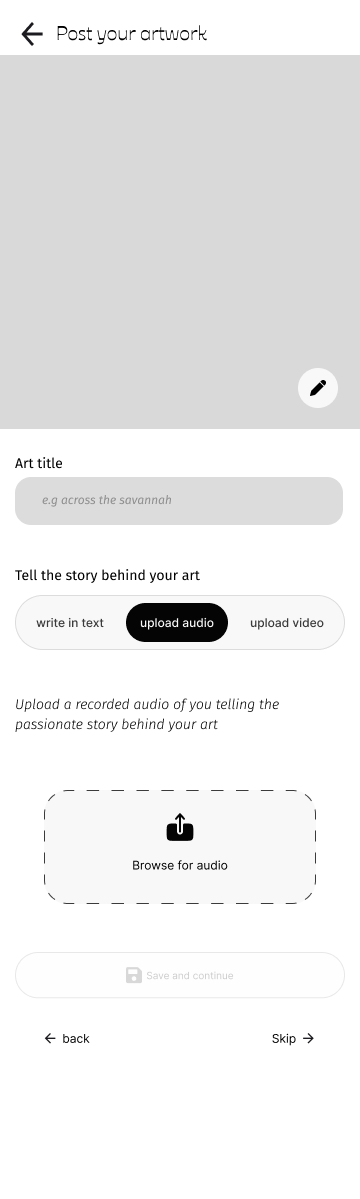 Post your artwork
Art title
e.g across the savannah
Tell the story behind your art
write in text upload audio upload video
Upload a recorded audio of you telling the
passionate story behind your art
Browse for audio
Save and continue
back Skip